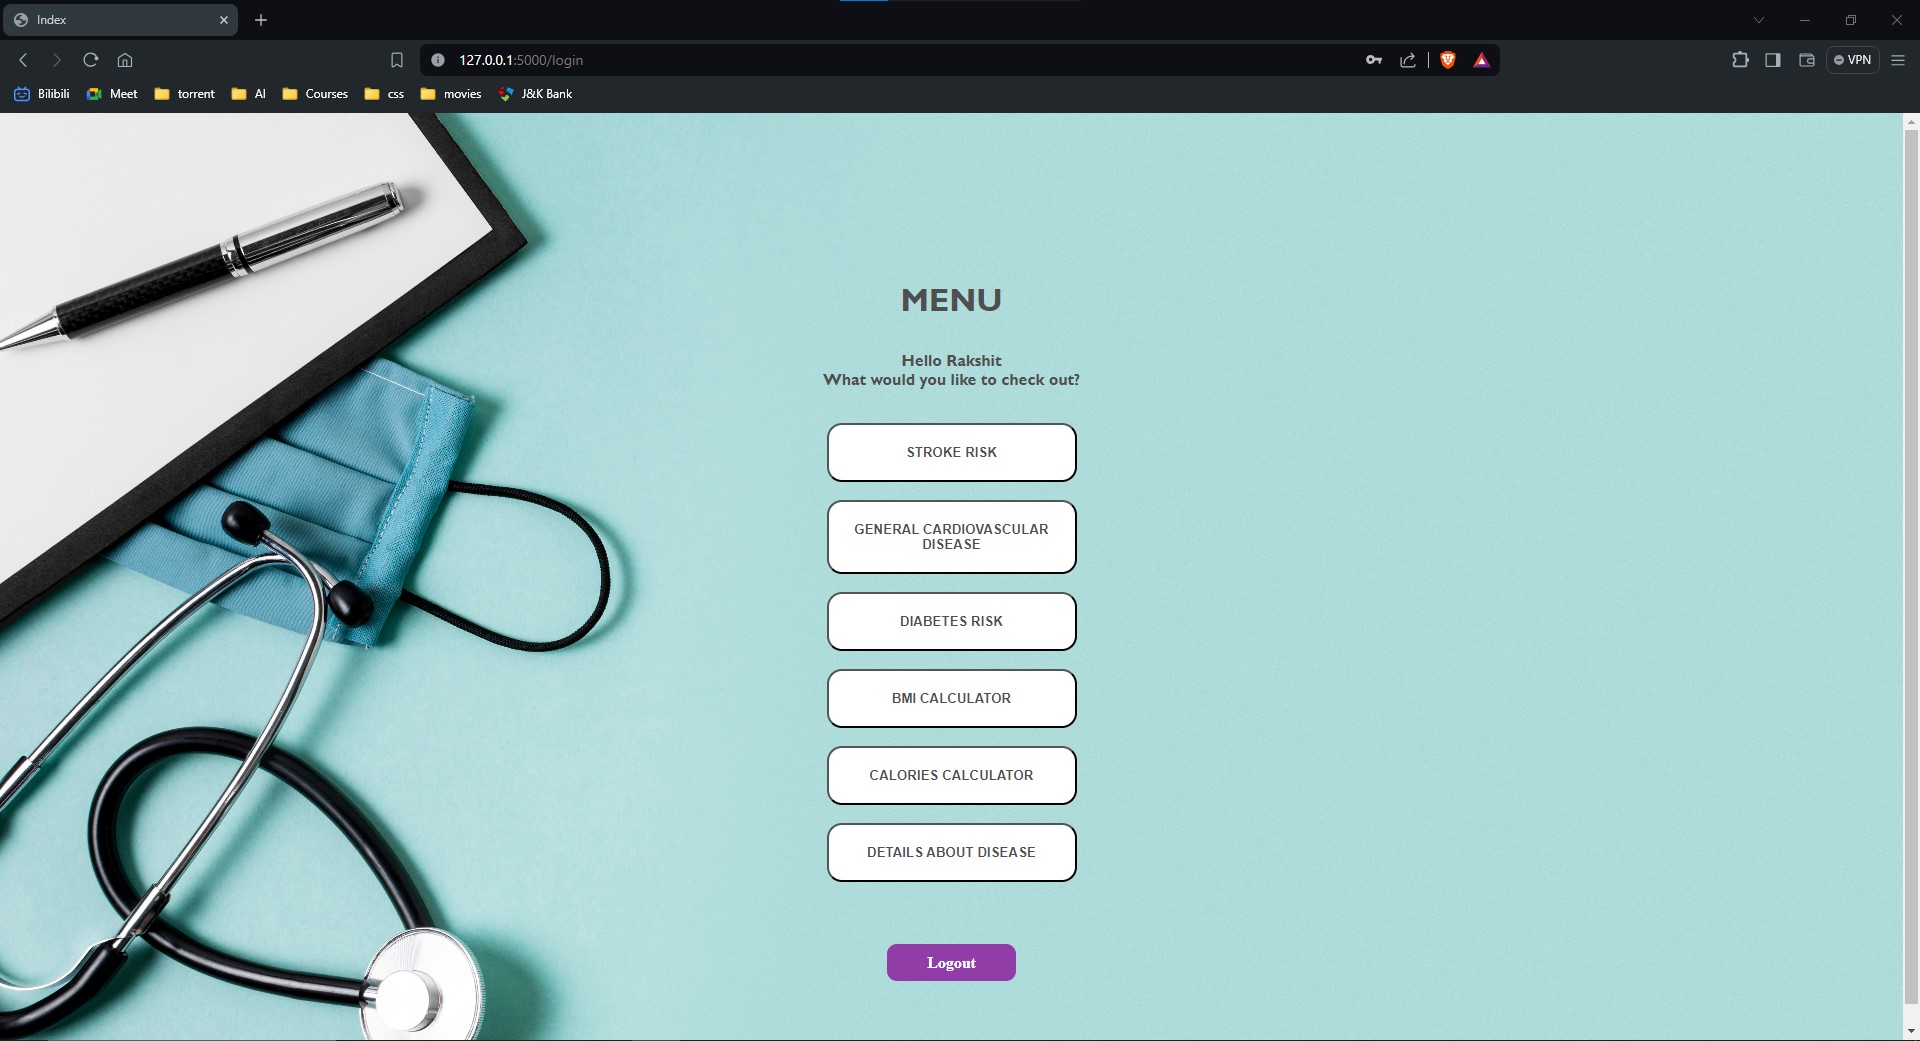 Index
127.0.0.1:5000/login
VPN
Bilibili
Meet
torrent
AI
Courses
css
movies
J&K Bank
MENU
Hello Rakshit
What would you like to check out?
STROKE RISK
GENERAL CARDIOVASCULAR
DISEASE
DIABETES RISK
BMI CALCULATOR
CALORIES CALCULATOR
DETAILS ABOUT DISEASE
Logout